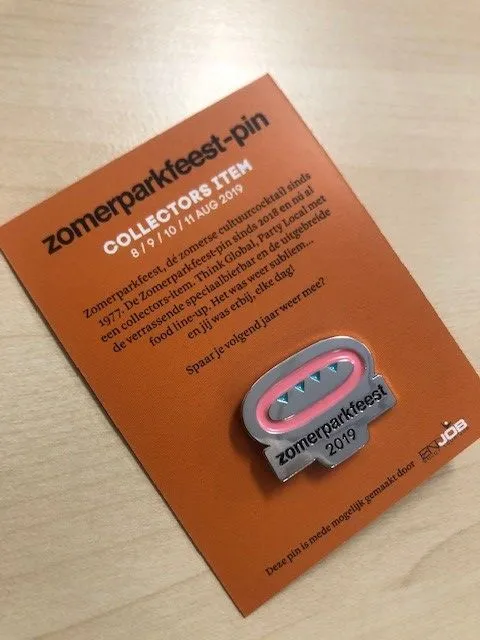 zomerparkfeest-pin
COLLECTORS ITEM
8 / 9 / 10 / 11 AUG 2019
Zomerparkfeest, dé zomerse cultuurcocktail sinds
1977. De Zomerparkfeest-pin sinds 2018 en nú al
een collectors-item. Think Global, Party Local met
de verrassende speciaalbierbar en de uitgebreide
food line-up. Het was weer subliem...
en jij was erbij, elke dag!
Spaar je volgend jaar weer mee?
zomerparkfeest
2019
Deze pin is mede mogelijk gemaakt door
ENJOB